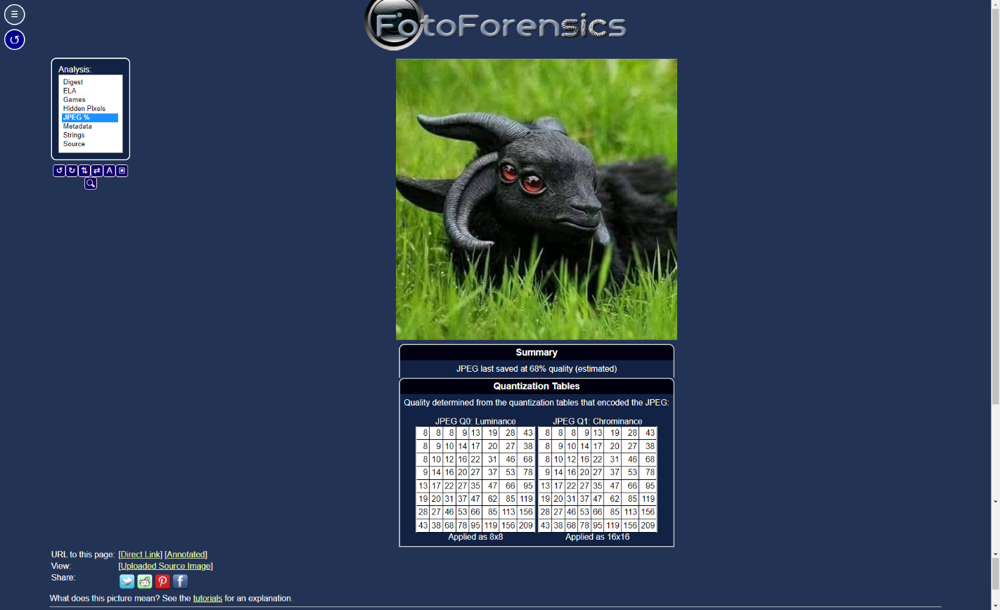 ☰
↺
FotoForensics
Analysis:
Digest
ELA
Games
Hidden Pixels
JPEG %
Metadata
Strings
Source
↺ ↻ ⇅ ⇄ A ▣
Summary
JPEG last saved at 68% quality (estimated)
Quantization Tables
Quality determined from the quantization tables that encoded the JPEG:
JPEG Q0: Luminance JPEG Q1: Chrominance
8 8 8 9 13 19 28 43 8 8 8 9 13 19 28 43
8 9 10 14 17 20 27 38 8 9 10 14 17 20 27 38
8 10 12 16 22 31 46 68 8 10 12 16 22 31 46 68
9 14 16 20 27 37 53 78 9 14 16 20 27 37 53 78
13 17 22 27 35 47 66 95 13 17 22 27 35 47 66 95
19 20 31 37 47 62 85 119 19 20 31 37 47 62 85 119
28 27 46 53 66 85 113 156 28 27 46 53 66 85 113 156
43 38 68 78 95 119 156 209 43 38 68 78 95 119 156 209
Applied as 8x8 Applied as 16x16
URL to this page: [Direct Link] [Annotated]
View: [Uploaded Source Image]
Share:
What does this picture mean? See the tutorials for an explanation.